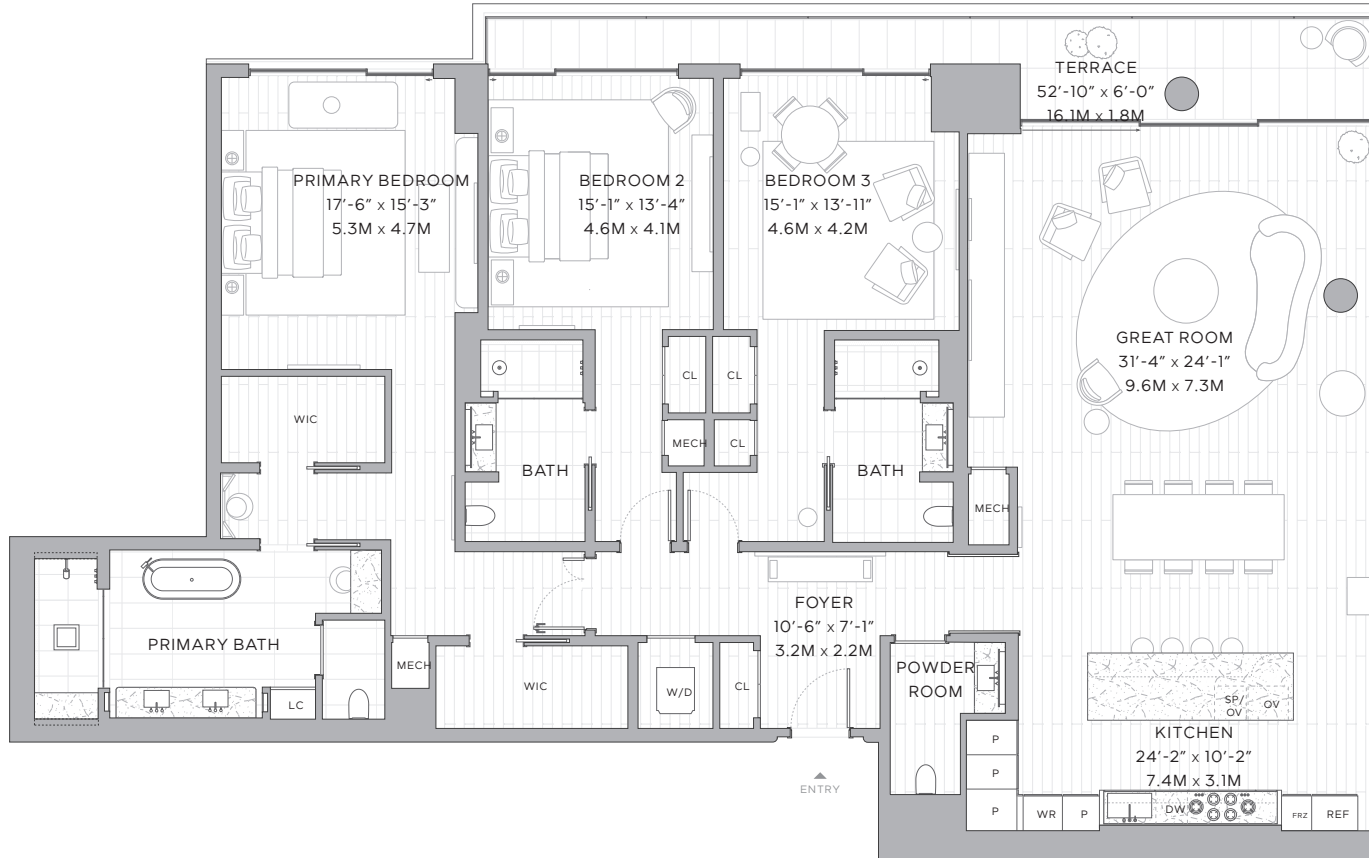 TERRACE
52'-10" x 6'-0"
16.1M x 1.8M
PRIMARY BEDROOM
17'-6" x 15'-3"
5.3M x 4.7M
BEDROOM 2
15'-1" x 13'-4"
4.6M x 4.1M
BEDROOM 3
15'-1" x 13'-11"
4.6M x 4.2M
GREAT ROOM
31'-4" x 24'-1"
9.6M x 7.3M
CL
CL
WIC
MECH
CL
BATH
BATH
MECH
FOYER
10'-6" x 7'-1"
3.2M x 2.2M
PRIMARY BATH
MECH
WIC
W/D
CL
LC
POWDER
ROOM
SP/
OV
OV
KITCHEN
24'-2" x 10'-2"
7.4M x 3.1M
P
P
P
WR
P
DW
FRZ
REF
ENTRY